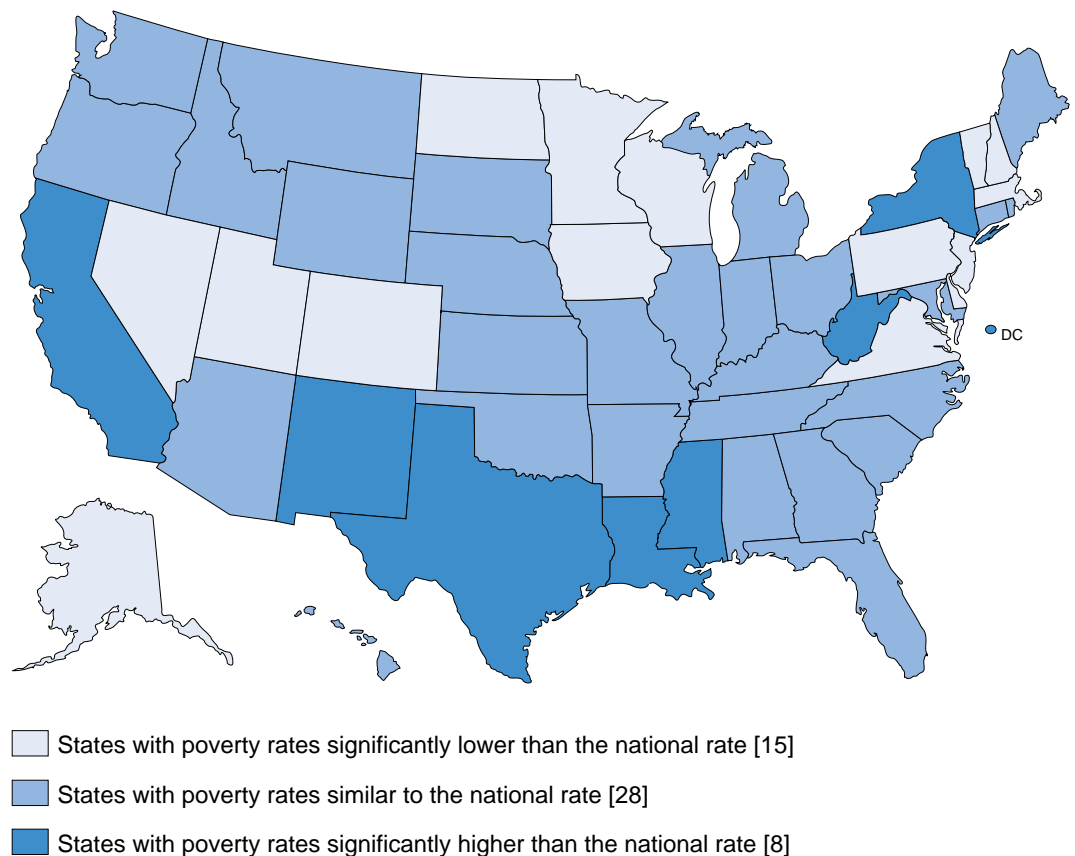 DC
States with poverty rates significantly lower than the national rate [15]
States with poverty rates similar to the national rate [28]
States with poverty rates significantly higher than the national rate [8]